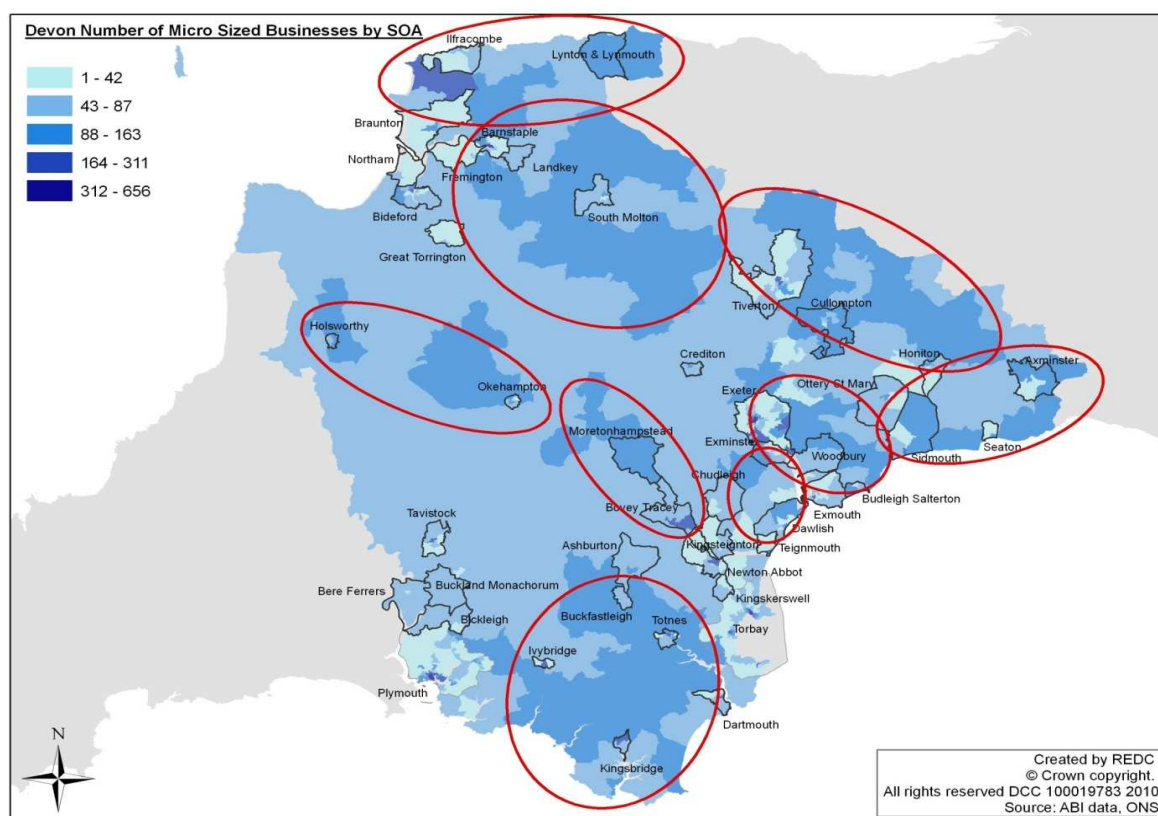 Devon Number of Micro Sized Businesses by SOA
1 - 42
43 - 87
88 - 163
164 - 311
312 - 656
Ilfracombe
Lynton & Lynmouth
Braunton
Barnstaple
Northam
Landkey
Fremington
Bideford
South Molton
Great Torrington
Tiverton
Cullompton
Holsworthy
Crediton
Honiton
Axminster
Okehampton
Ottery St Mary
Exeter
Moretonhampstead
Exminster
Woodbury
Sidmouth
Seaton
Chudleigh
Budleigh Salterton
Bovey Tracey
Exmouth
Tavistock
Dawlish
Ashburton
Kingsteignton
Teignmouth
Newton Abbot
Bere Ferrers
Buckland Monachorum
Kingskerswell
Bickleigh
Buckfastleigh
Totnes
Torbay
Ivybridge
Plymouth
Dartmouth
Kingsbridge
N
Created by REDC
© Crown copyright.
All rights reserved DCC 100019783 2010
Source: ABI data, ONS